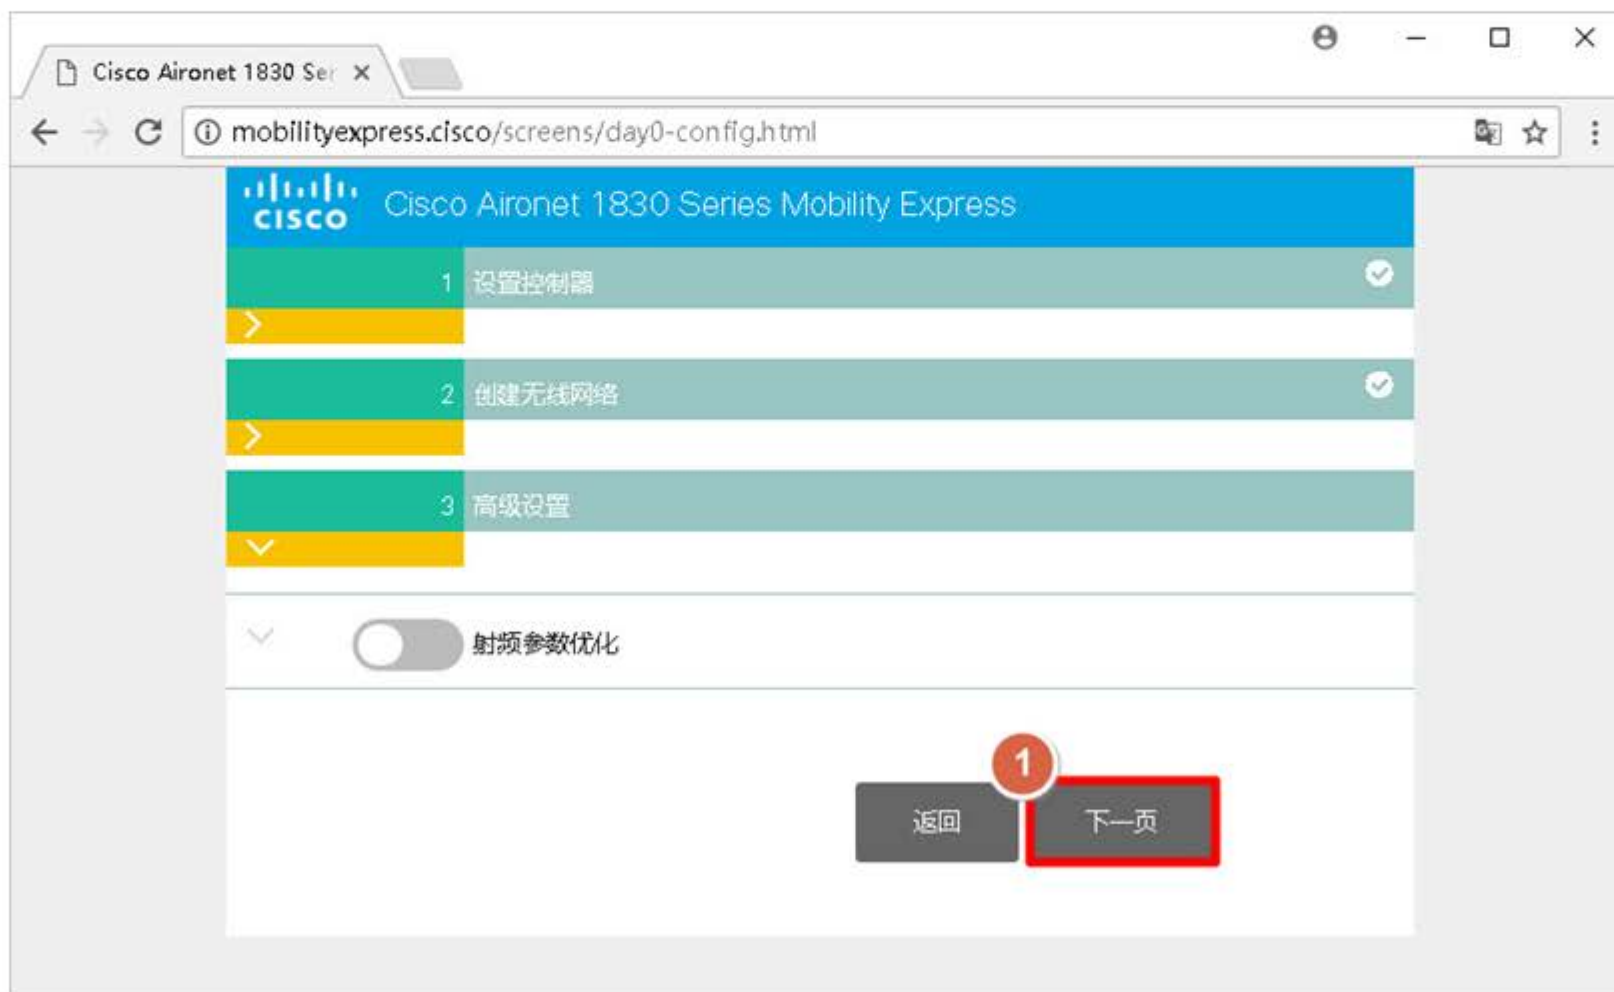 Cisco Aironet 1830 Ser
mobilityexpress.cisco/screens/day0-config.html
CISCO Cisco Aironet 1830 Series Mobility Express
1 设置控制器
2 创建无线网络
3 高级设置
射频参数优化
1
返回 下一页